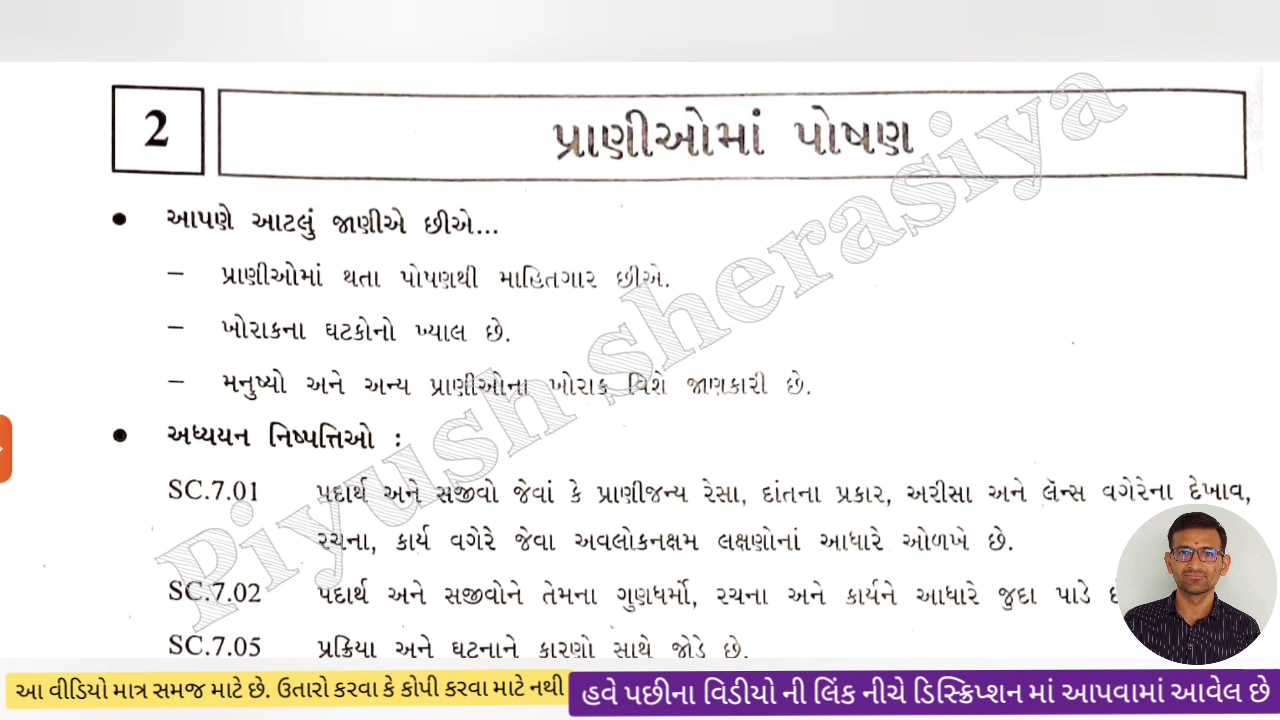 2
પ્રાણીઓમાં પોષણ
● આપણે આટલું જાણીએ છીએ...
– પ્રાણીઓમાં થતા પોષણથી માહિતગાર છીએ.
– ખોરાકના ઘટકોનો ખ્યાલ છે.
– મનુષ્યો અને અન્ય પ્રાણીઓના ખોરાક વિશે જાણકારી છે.
● અધ્યયન નિષ્પત્તિઓ :
SC.7.01 પદાર્થ અને સજીવો જેવાં કે પ્રાણીજન્ય રેસા, દાંતના પ્રકાર, અરીસા અને લૅન્સ વગેરેના દેખાવ,
રચના, કાર્ય વગેરે જેવા અવલોકનક્ષમ લક્ષણોનાં આધારે ઓળખે છે.
SC.7.02 પદાર્થ અને સજીવોને તેમના ગુણધર્મો, રચના અને કાર્યને આધારે જુદા પાડે
SC.7.05 પ્રક્રિયા અને ઘટનાને કારણો સાથે જોડે છે.
Piyush sherasiya
આ વીડિયો માત્ર સમજ માટે છે. ઉતારો કરવા કે કોપી કરવા માટે નથી
હવે પછીના વિડીયો ની લિંક નીચે ડિસ્ક્રિપ્શન માં આપવામાં આવેલ છે